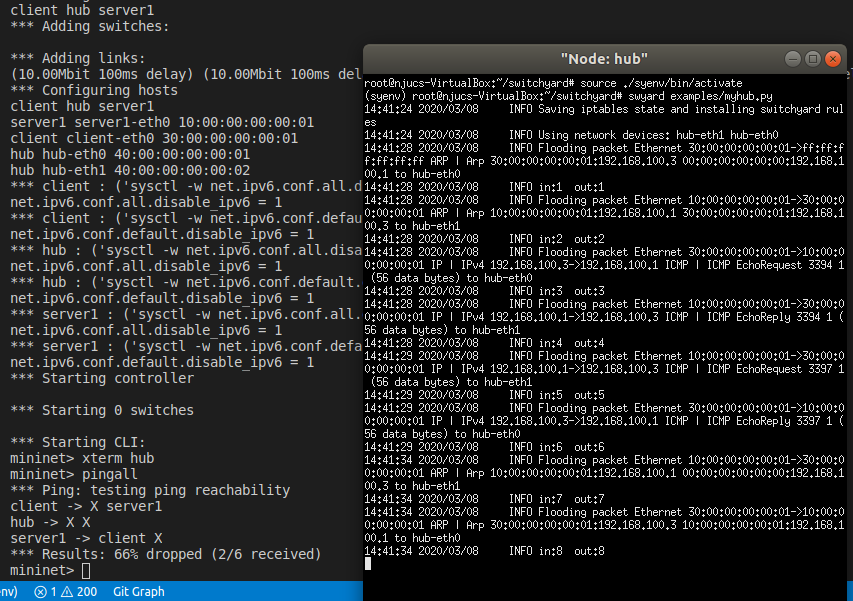 client hub server1
*** Adding switches:
*** Adding links:
(10.00Mbit 100ms delay) (10.00Mbit 100ms del
*** Configuring hosts
client hub server1
server1 server1-eth0 10:00:00:00:00:01
client client-eth0 30:00:00:00:00:01
hub hub-eth0 40:00:00:00:00:01
hub hub-eth1 40:00:00:00:00:02
*** client : ('sysctl -w net.ipv6.conf.all.d
net.ipv6.conf.all.disable_ipv6 = 1
*** client : ('sysctl -w net.ipv6.conf.defau
net.ipv6.conf.default.disable_ipv6 = 1
*** hub : ('sysctl -w net.ipv6.conf.all.disa
net.ipv6.conf.all.disable_ipv6 = 1
*** hub : ('sysctl -w net.ipv6.conf.default.
net.ipv6.conf.default.disable_ipv6 = 1
*** server1 : ('sysctl -w net.ipv6.conf.all.
net.ipv6.conf.all.disable_ipv6 = 1
*** server1 : ('sysctl -w net.ipv6.conf.defa
net.ipv6.conf.default.disable_ipv6 = 1
*** Starting controller
*** Starting 0 switches
*** Starting CLI:
mininet> xterm hub
mininet> pingall
*** Ping: testing ping reachability
client -> X server1
hub -> X X
server1 -> client X
*** Results: 66% dropped (2/6 received)
mininet>
env) 1 200 Git Graph
"Node: hub"
root@njucs-VirtualBox:~/switchyard# source ./syenv/bin/activate
(syenv) root@njucs-VirtualBox:~/switchyard# swyard examples/myhub.py
14:41:24 2020/03/08 INFO Saving iptables state and installing switchyard rul
es
14:41:24 2020/03/08 INFO Using network devices: hub-eth1 hub-eth0
14:41:28 2020/03/08 INFO Flooding packet Ethernet 30:00:00:00:00:01->ff:ff:f
f:ff:ff:ff ARP | Arp 30:00:00:00:00:01:192.168.100.3 00:00:00:00:00:00:192.168.1
00.1 to hub-eth0
14:41:28 2020/03/08 INFO in:1 out:1
14:41:28 2020/03/08 INFO Flooding packet Ethernet 10:00:00:00:00:01->30:00:0
0:00:00:01 ARP | Arp 10:00:00:00:00:01:192.168.100.1 30:00:00:00:00:01:192.168.1
00.3 to hub-eth1
14:41:28 2020/03/08 INFO in:2 out:2
14:41:28 2020/03/08 INFO Flooding packet Ethernet 30:00:00:00:00:01->10:00:0
0:00:00:01 IP | IPv4 192.168.100.3->192.168.100.1 ICMP | ICMP EchoRequest 3394 1
(56 data bytes) to hub-eth0
14:41:28 2020/03/08 INFO in:3 out:3
14:41:28 2020/03/08 INFO Flooding packet Ethernet 10:00:00:00:00:01->30:00:0
0:00:00:01 IP | IPv4 192.168.100.1->192.168.100.3 ICMP | ICMP EchoReply 3394 1 (
56 data bytes) to hub-eth1
14:41:28 2020/03/08 INFO in:4 out:4
14:41:29 2020/03/08 INFO Flooding packet Ethernet 10:00:00:00:00:01->30:00:0
0:00:00:01 IP | IPv4 192.168.100.1->192.168.100.3 ICMP | ICMP EchoRequest 3397 1
(56 data bytes) to hub-eth1
14:41:29 2020/03/08 INFO in:5 out:5
14:41:29 2020/03/08 INFO Flooding packet Ethernet 30:00:00:00:00:01->10:00:0
0:00:00:01 IP | IPv4 192.168.100.3->192.168.100.1 ICMP | ICMP EchoReply 3397 1 (
56 data bytes) to hub-eth0
14:41:29 2020/03/08 INFO in:6 out:6
14:41:34 2020/03/08 INFO Flooding packet Ethernet 10:00:00:00:00:01->30:00:0
0:00:00:01 ARP | Arp 10:00:00:00:00:01:192.168.100.1 00:00:00:00:00:00:192.168.1
00.3 to hub-eth1
14:41:34 2020/03/08 INFO in:7 out:7
14:41:34 2020/03/08 INFO Flooding packet Ethernet 30:00:00:00:00:01->10:00:0
0:00:00:01 ARP | Arp 30:00:00:00:00:01:192.168.100.3 10:00:00:00:00:01:192.168.1
00.1 to hub-eth0
14:41:34 2020/03/08 INFO in:8 out:8